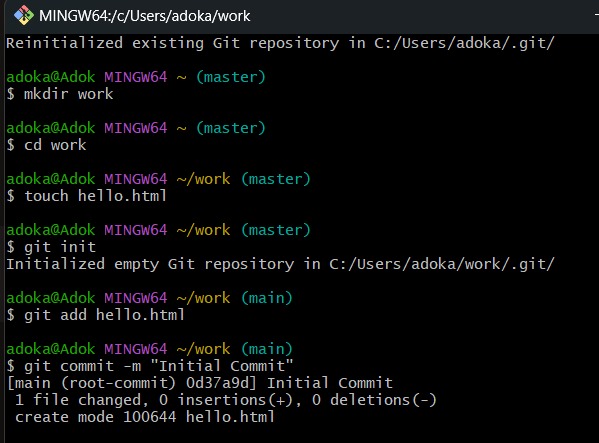 MINGW64:/c/Users/adoka/work
Reinitialized existing Git repository in C:/Users/adoka/.git/
adoka@Adok MINGW64 ~ (master)
$ mkdir work
adoka@Adok MINGW64 ~ (master)
$ cd work
adoka@Adok MINGW64 ~/work (master)
$ touch hello.html
adoka@Adok MINGW64 ~/work (master)
$ git init
Initialized empty Git repository in C:/Users/adoka/work/.git/
adoka@Adok MINGW64 ~/work (main)
$ git add hello.html
adoka@Adok MINGW64 ~/work (main)
$ git commit -m "Initial Commit"
[main (root-commit) 0d37a9d] Initial Commit
 1 file changed, 0 insertions(+), 0 deletions(-)
 create mode 100644 hello.html